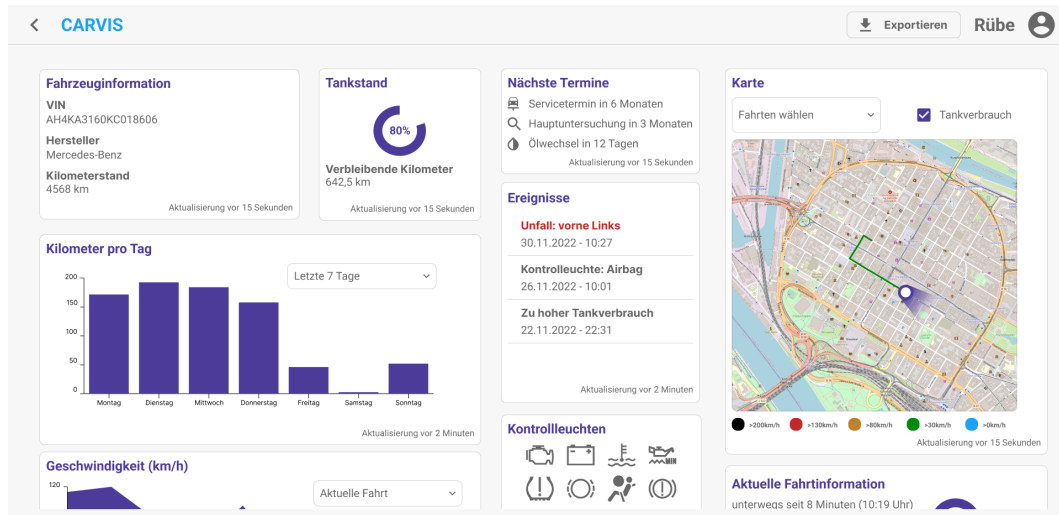 CARVIS
Exportieren
Rübe
Fahrzeuginformation
VIN
AH4KA3160KC018606
Hersteller
Mercedes-Benz
Kilometerstand
4568 km
Aktualisierung vor 15 Sekunden
Tankstand
80%
Verbleibende Kilometer
642,5 km
Aktualisierung vor 15 Sekunden
Nächste Termine
Servicetermin in 6 Monaten
Hauptuntersuchung in 3 Monaten
Ölwechsel in 12 Tagen
Aktualisierung vor 15 Sekunden
Ereignisse
Unfall: vorne Links
30.11.2022 - 10:27
Kontrolleuchte: Airbag
26.11.2022 - 10:01
Zu hoher Tankverbrauch
22.11.2022 - 22:31
Aktualisierung vor 2 Minuten
Karte
Fahrten wählen
Tankverbrauch
>200km/h >130km/h >80km/h >30km/h >0km/h
Aktualisierung vor 15 Sekunden
Kilometer pro Tag
Letzte 7 Tage
200
150
100
50
0
Montag Dienstag Mittwoch Donnerstag Freitag Samstag Sonntag
Aktualisierung vor 2 Minuten
Kontrollleuchten
MIN
Geschwindigkeit (km/h)
120
Aktuelle Fahrt
Aktuelle Fahrtinformation
unterwegs seit 8 Minuten (10:19 Uhr)